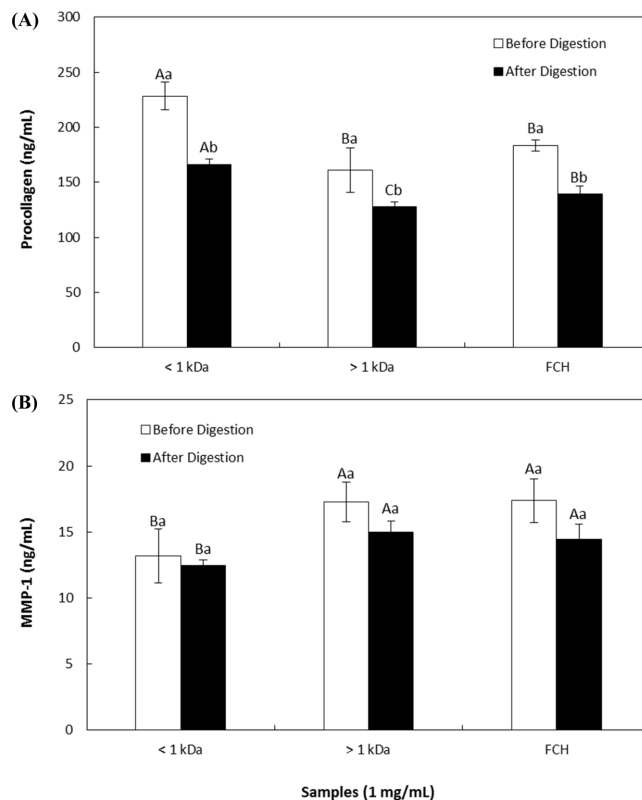 (A)
300
250
200
150
100
50
0
Procollagen (ng/mL)
Before Digestion
After Digestion
Aa
Ab
Ba
Cb
Ba
Bb
< 1 kDa
> 1 kDa
FCH
(B)
25
20
15
10
5
0
MMP-1 (ng/mL)
Before Digestion
After Digestion
Ba
Ba
Aa
Aa
Aa
Aa
< 1 kDa
> 1 kDa
FCH
Samples (1 mg/mL)